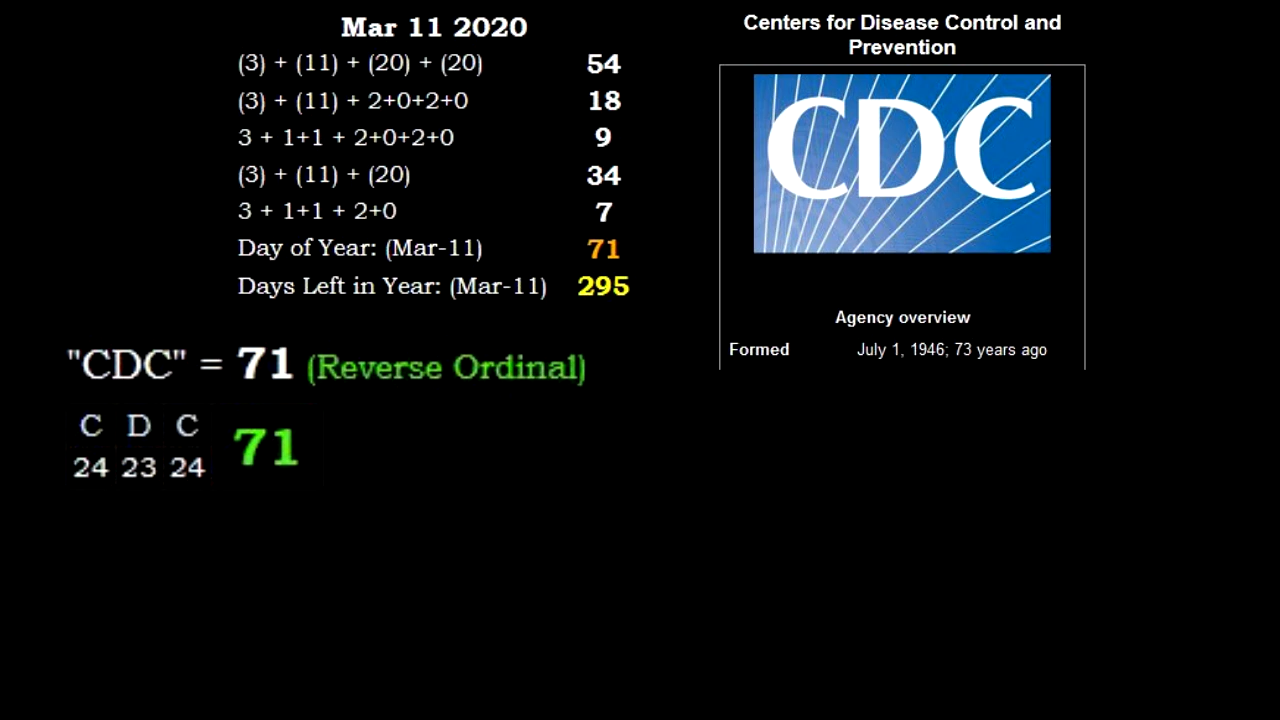 Mar 11 2020
(3) + (11) + (20) + (20) 54
(3) + (11) + 2+0+2+0 18
3 + 1+1 + 2+0+2+0 9
(3) + (11) + (20) 34
3 + 1+1 + 2+0 7
Day of Year: (Mar-11) 71
Days Left in Year: (Mar-11) 295
"CDC" = 71 (Reverse Ordinal)
C D C 71
24 23 24
Centers for Disease Control and
Prevention
CDC
Agency overview
Formed July 1, 1946; 73 years ago